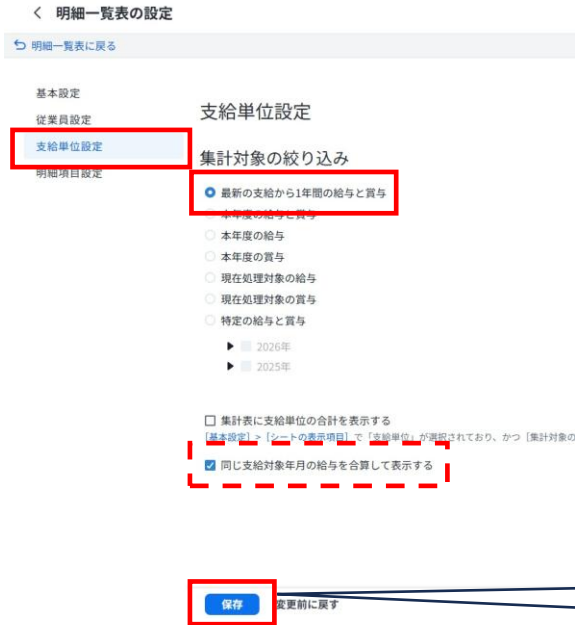 明細一覧表の設定
明細一覧表に戻る
基本設定
従業員設定
支給単位設定
明細項目設定
支給単位設定
集計対象の絞り込み
最新の支給から1年間の給与と賞与
本年度の給与と賞与
本年度の給与
本年度の賞与
現在処理対象の給与
現在処理対象の賞与
特定の給与と賞与
2026年
2025年
集計表に支給単位の合計を表示する
[基本設定] > [シートの表示項目] で「支給単位」が選択されており、かつ [集計対象の
同じ支給対象年月の給与を合算して表示する
保存
変更前に戻す